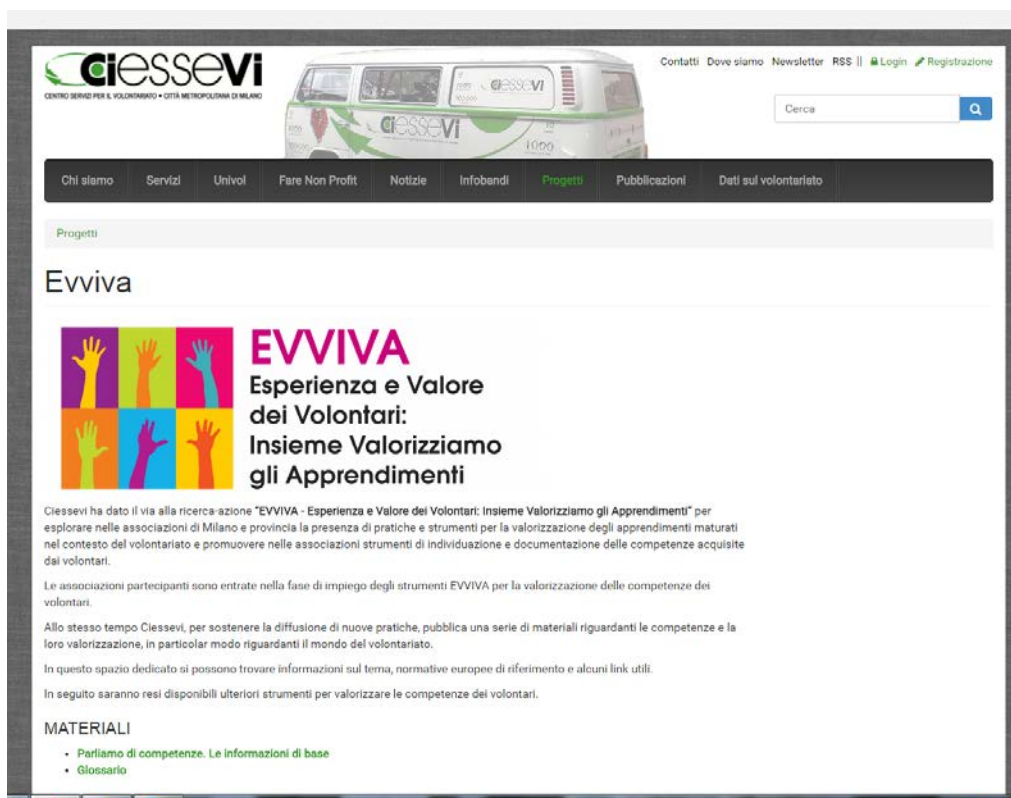 ciessevi
CENTRO SERVIZI PER IL VOLONTARIATO • CITTÀ METROPOLITANA DI MILANO
ciessevi
ciessevi
1000
1000
Contatti Dove siamo Newsletter RSS || Login Registrazione
Cerca
Chi siamo Servizi Univol Fare Non Profit Notizie Infobandi Progetti Pubblicazioni Dati sul volontariato
Progetti
Evviva
EVVIVA
Esperienza e Valore
dei Volontari:
Insieme Valorizziamo
gli Apprendimenti
Ciessevi ha dato il via alla ricerca-azione "EVVIVA - Esperienza e Valore dei Volontari: Insieme Valorizziamo gli Apprendimenti" per
esplorare nelle associazioni di Milano e provincia la presenza di pratiche e strumenti per la valorizzazione degli apprendimenti maturati
nel contesto del volontariato e promuovere nelle associazioni strumenti di individuazione e documentazione delle competenze acquisite
dai volontari.
Le associazioni partecipanti sono entrate nella fase di impiego degli strumenti EVVIVA per la valorizzazione delle competenze dei
volontari.
Allo stesso tempo Ciessevi, per sostenere la diffusione di nuove pratiche, pubblica una serie di materiali riguardanti le competenze e la
loro valorizzazione, in particolar modo riguardanti il mondo del volontariato.
In questo spazio dedicato si possono trovare informazioni sul tema, normative europee di riferimento e alcuni link utili.
In seguito saranno resi disponibili ulteriori strumenti per valorizzare le competenze dei volontari.
MATERIALI
• Parliamo di competenze. Le informazioni di base
• Glossario